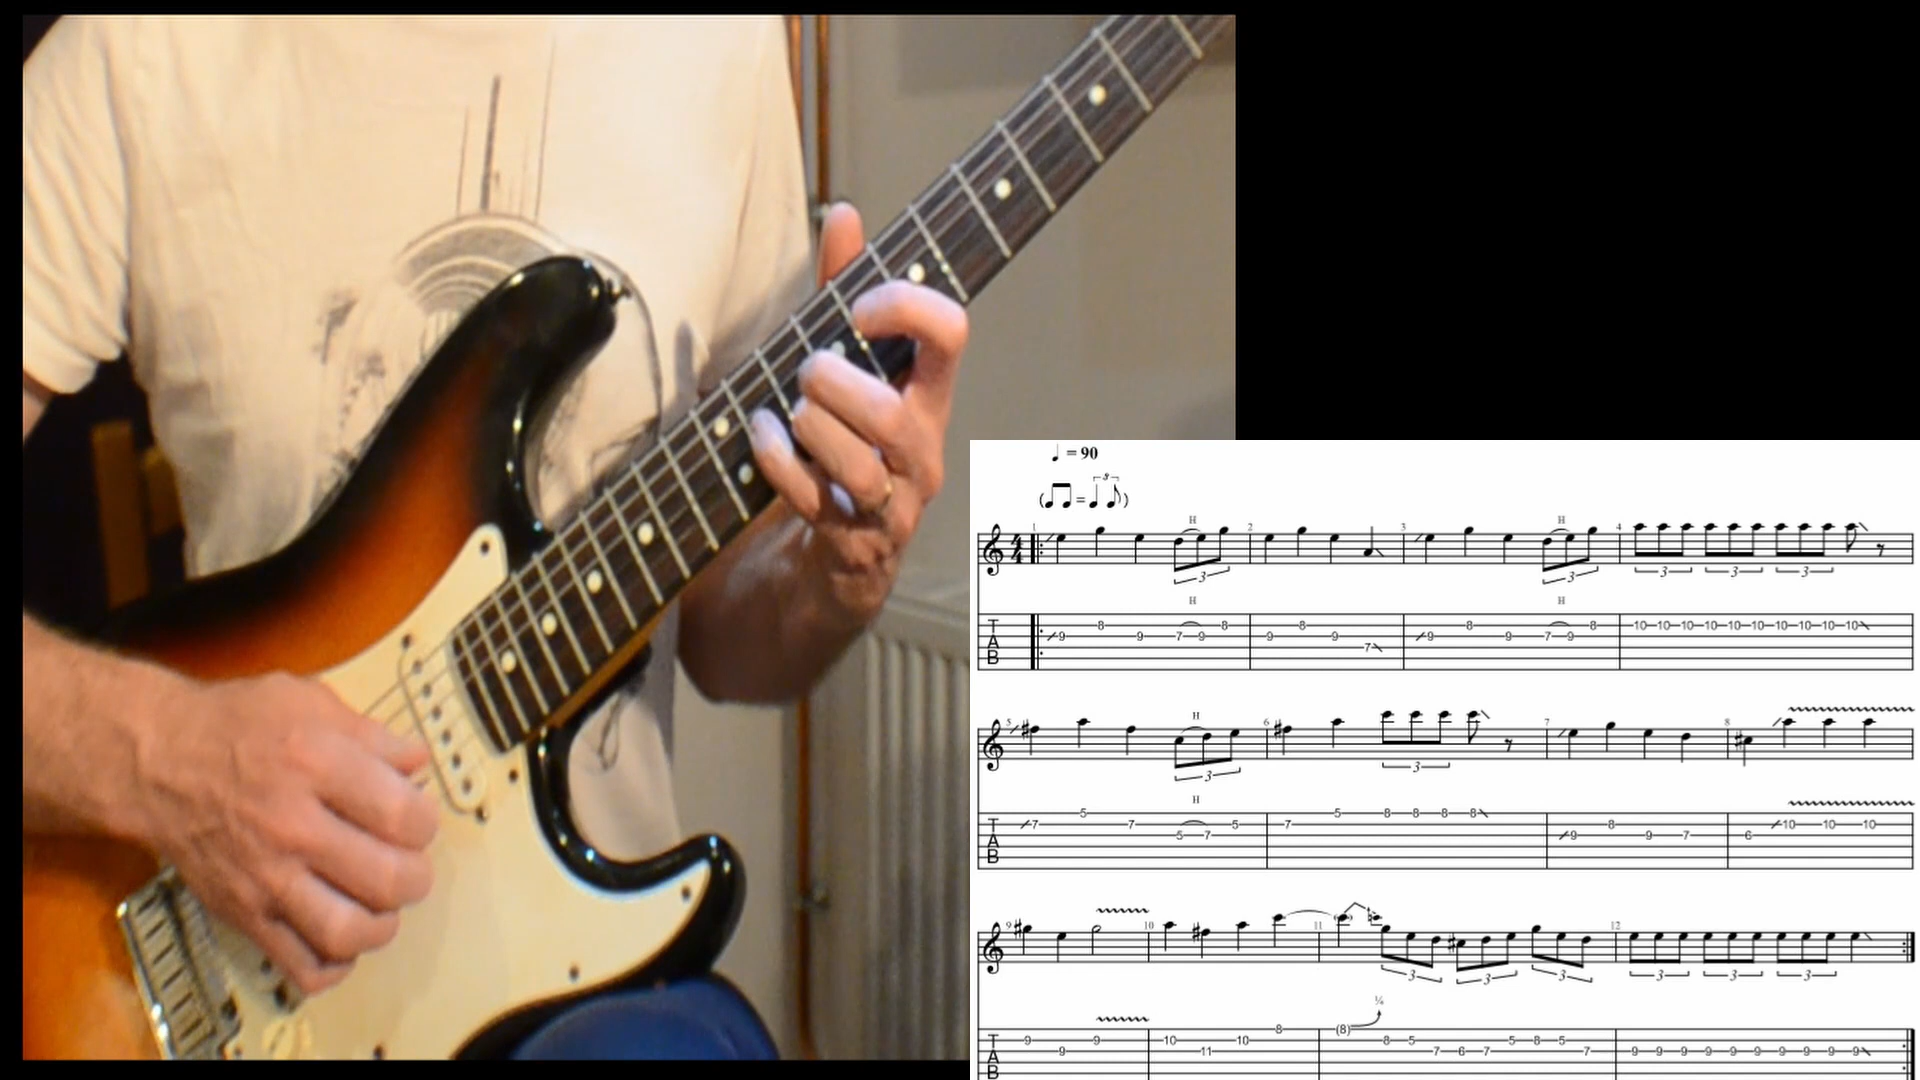 = 90
( = 3 )
1 H 2 3 H 4
3 3 3 3 3
H H
T A B 9 8 9 7 9 8 9 8 9 7 9 8 9 7 9 8 10 10 10 10 10 10 10 10 10 10
5 H 6 7 8
3 3
H
T A B 7 5 7 5 7 5 7 5 8 8 8 8 9 8 9 7 6 10 10 10
9 10 11 12
3 3 3 3 3 3
¼
T A B 9 9 9 10 11 10 8 (8) 8 5 7 6 7 5 8 5 7 9 9 9 9 9 9 9 9 9 9